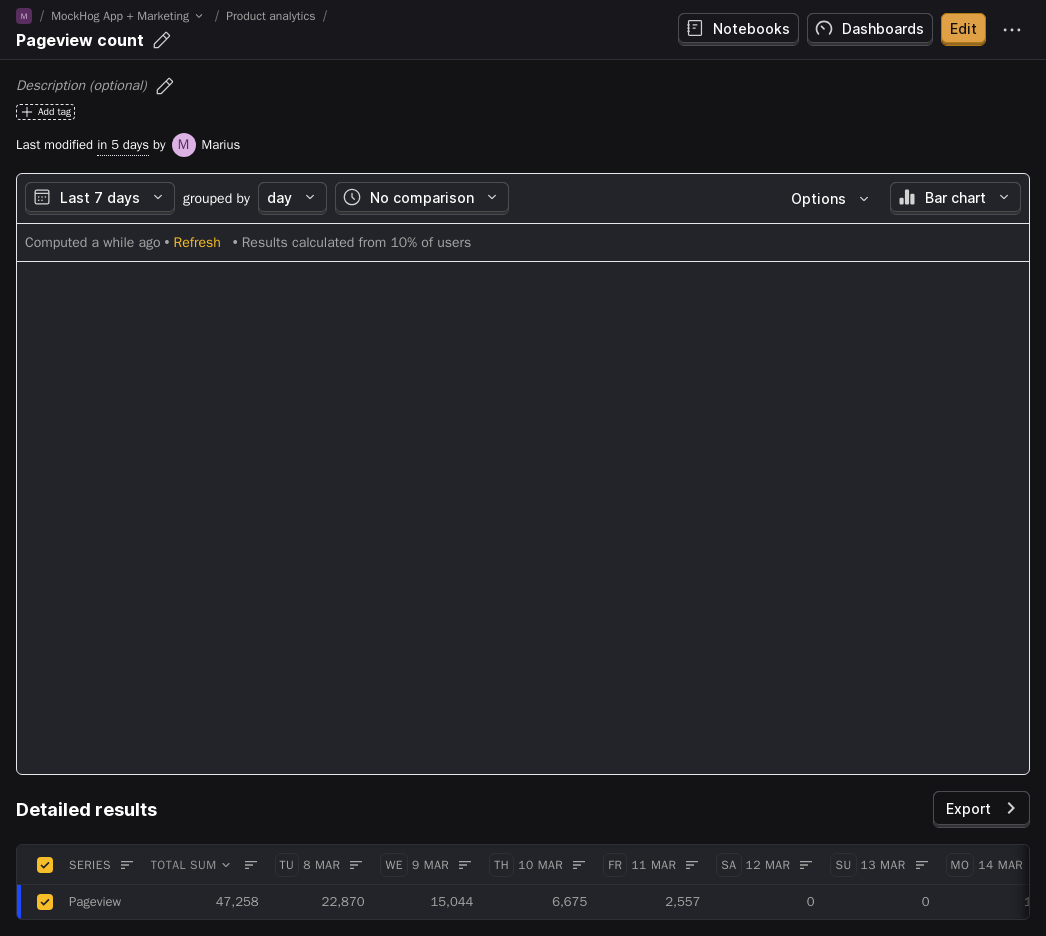 M / MockHog App + Marketing / Product analytics /
Pageview count
Notebooks Dashboards Edit
Description (optional)
Add tag
Last modified in 5 days by M Marius
Last 7 days grouped by day No comparison Options Bar chart
Computed a while ago • Refresh • Results calculated from 10% of users
Detailed results
Export
SERIES TOTAL SUM TU 8 MAR WE 9 MAR TH 10 MAR FR 11 MAR SA 12 MAR SU 13 MAR MO 14 MAR
Pageview 47,258 22,870 15,044 6,675 2,557 0 0